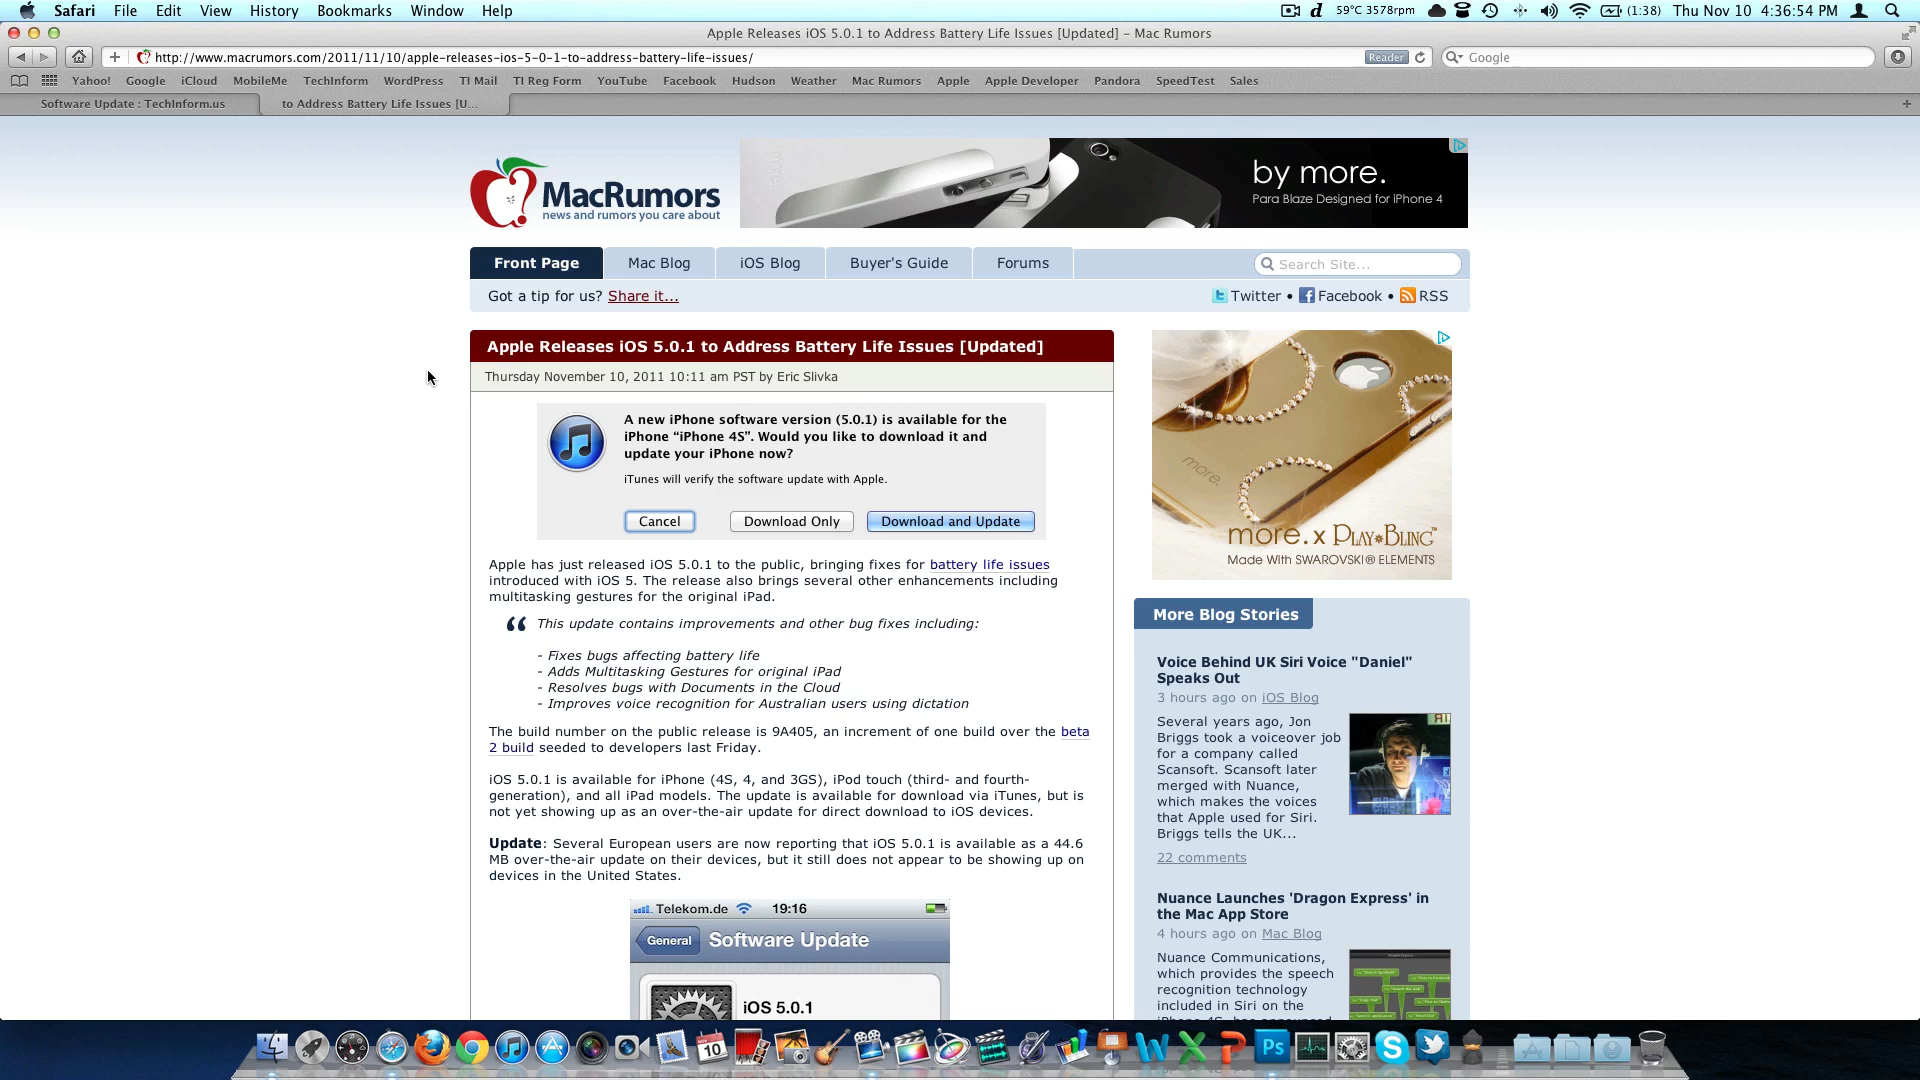 Safari File Edit View History Bookmarks Window Help 59°C 3578rpm (1:38) Thu Nov 10 4:36:54 PM
Apple Releases iOS 5.0.1 to Address Battery Life Issues [Updated] – Mac Rumors
http://www.macrumors.com/2011/11/10/apple-releases-ios-5-0-1-to-address-battery-life-issues/ Reader Google
Yahoo! Google iCloud MobileMe TechInform WordPress TI Mail TI Reg Form YouTube Facebook Hudson Weather Mac Rumors Apple Apple Developer Pandora SpeedTest Sales
Software Update : TechInform.us to Address Battery Life Issues [U...
MacRumors
news and rumors you care about
by more.
Para Blaze Designed for iPhone 4
Front Page Mac Blog iOS Blog Buyer's Guide Forums Search Site...
Got a tip for us? Share it... Twitter • Facebook • RSS
Apple Releases iOS 5.0.1 to Address Battery Life Issues [Updated]
Thursday November 10, 2011 10:11 am PST by Eric Slivka
A new iPhone software version (5.0.1) is available for the
iPhone “iPhone 4S”. Would you like to download it and
update your iPhone now?
iTunes will verify the software update with Apple.
Cancel Download Only Download and Update
Apple has just released iOS 5.0.1 to the public, bringing fixes for battery life issues
introduced with iOS 5. The release also brings several other enhancements including
multitasking gestures for the original iPad.
“ This update contains improvements and other bug fixes including:
- Fixes bugs affecting battery life
- Adds Multitasking Gestures for original iPad
- Resolves bugs with Documents in the Cloud
- Improves voice recognition for Australian users using dictation
The build number on the public release is 9A405, an increment of one build over the beta
2 build seeded to developers last Friday.
iOS 5.0.1 is available for iPhone (4S, 4, and 3GS), iPod touch (third- and fourth-
generation), and all iPad models. The update is available for download via iTunes, but is
not yet showing up as an over-the-air update for direct download to iOS devices.
Update: Several European users are now reporting that iOS 5.0.1 is available as a 44.6
MB over-the-air update on their devices, but it still does not appear to be showing up on
devices in the United States.
Telekom.de 19:16
General Software Update
iOS 5.0.1
more.
more.x PLAY•BLING™
Made With SWAROVSKI® ELEMENTS
More Blog Stories
Voice Behind UK Siri Voice "Daniel"
Speaks Out
3 hours ago on iOS Blog
Several years ago, Jon
Briggs took a voiceover job
for a company called
Scansoft. Scansoft later
merged with Nuance,
which makes the voices
that Apple used for Siri.
Briggs tells the UK...
22 comments
Nuance Launches 'Dragon Express' in
the Mac App Store
4 hours ago on Mac Blog
Nuance Communications,
which provides the speech
recognition technology
included in Siri on the
10
Ps